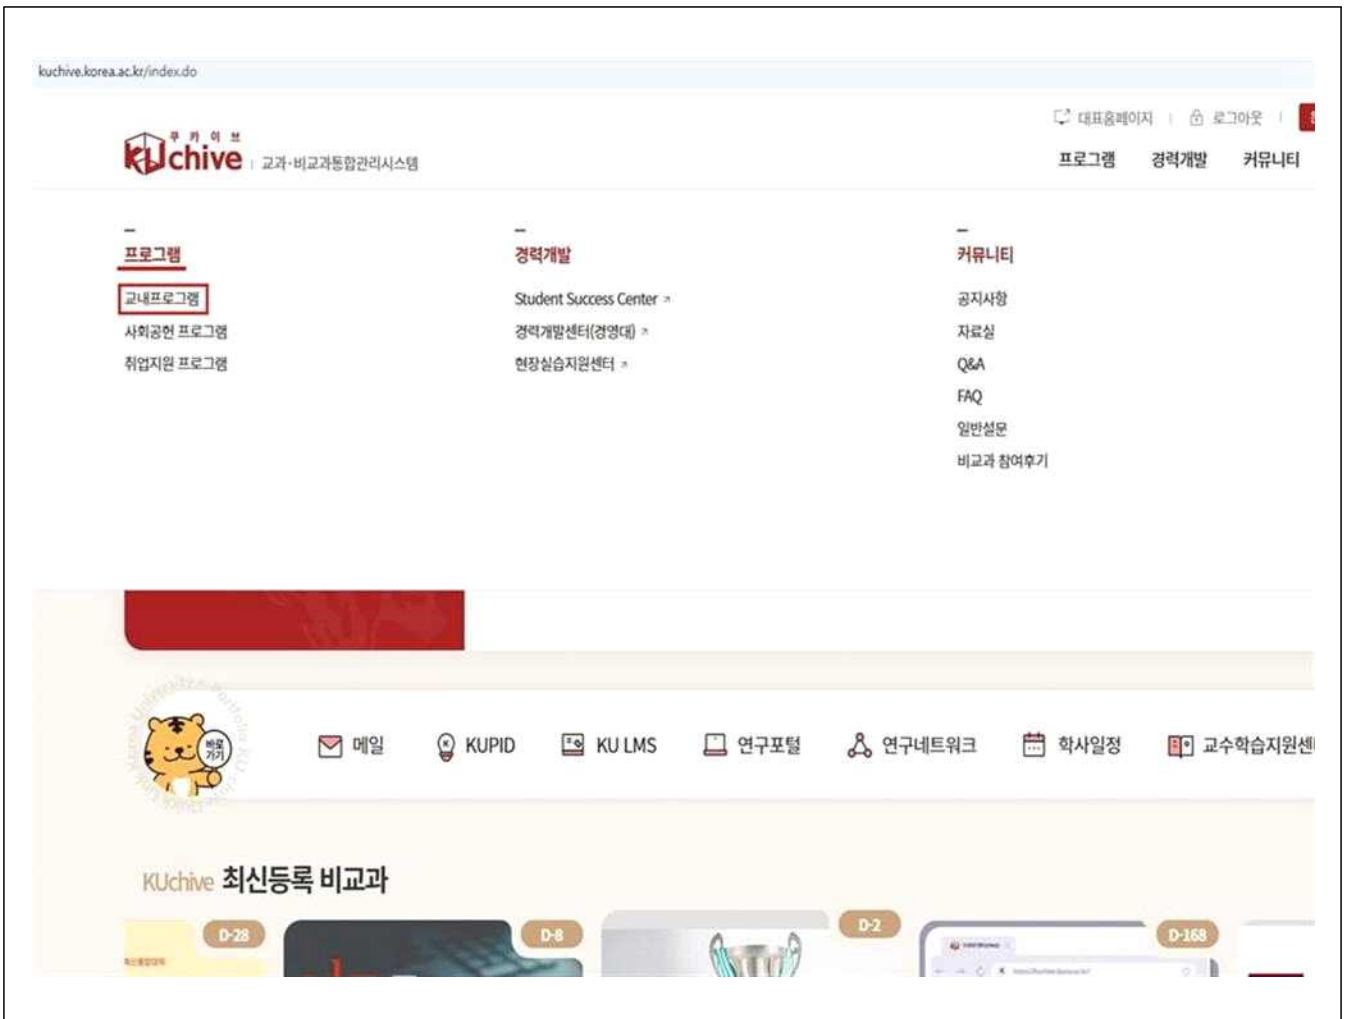 kuchive.korea.ac.kr/index.do
대표홈페이지
로그아웃
쿠카이브
KUchive
교과·비교과통합관리시스템
프로그램 경력개발 커뮤니티
프로그램
교내프로그램
사회공헌 프로그램
취업지원 프로그램
경력개발
Student Success Center
경력개발센터(경영대)
현장실습지원센터
커뮤니티
공지사항
자료실
Q&A
FAQ
일반설문
비교과 참여후기
바로
가기
메일
KUPID
KU LMS
연구포털
연구네트워크
학사일정
교수학습지원센
KUchive 최신등록 비교과
D-28
D-8
D-2
D-168